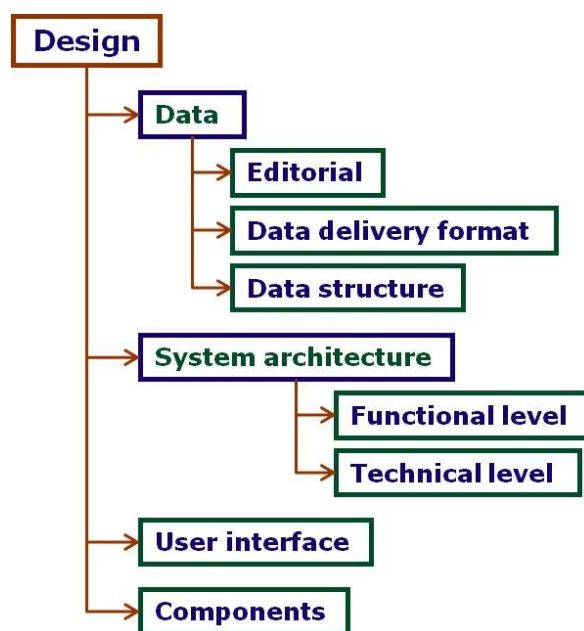 Design
Data
Editorial
Data delivery format
Data structure
System architecture
Functional level
Technical level
User interface
Components